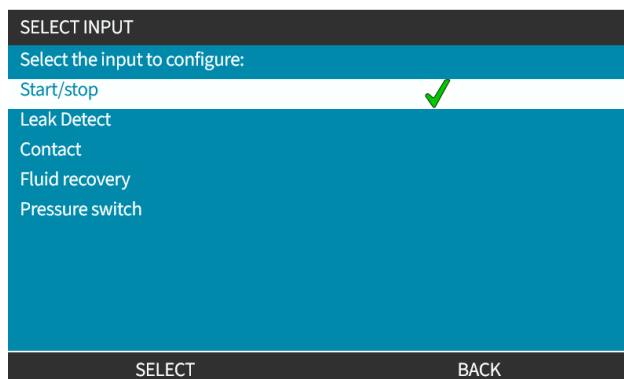 SELECT INPUT
Select the input to configure:
Start/stop
Leak Detect
Contact
Fluid recovery
Pressure switch
SELECT BACK